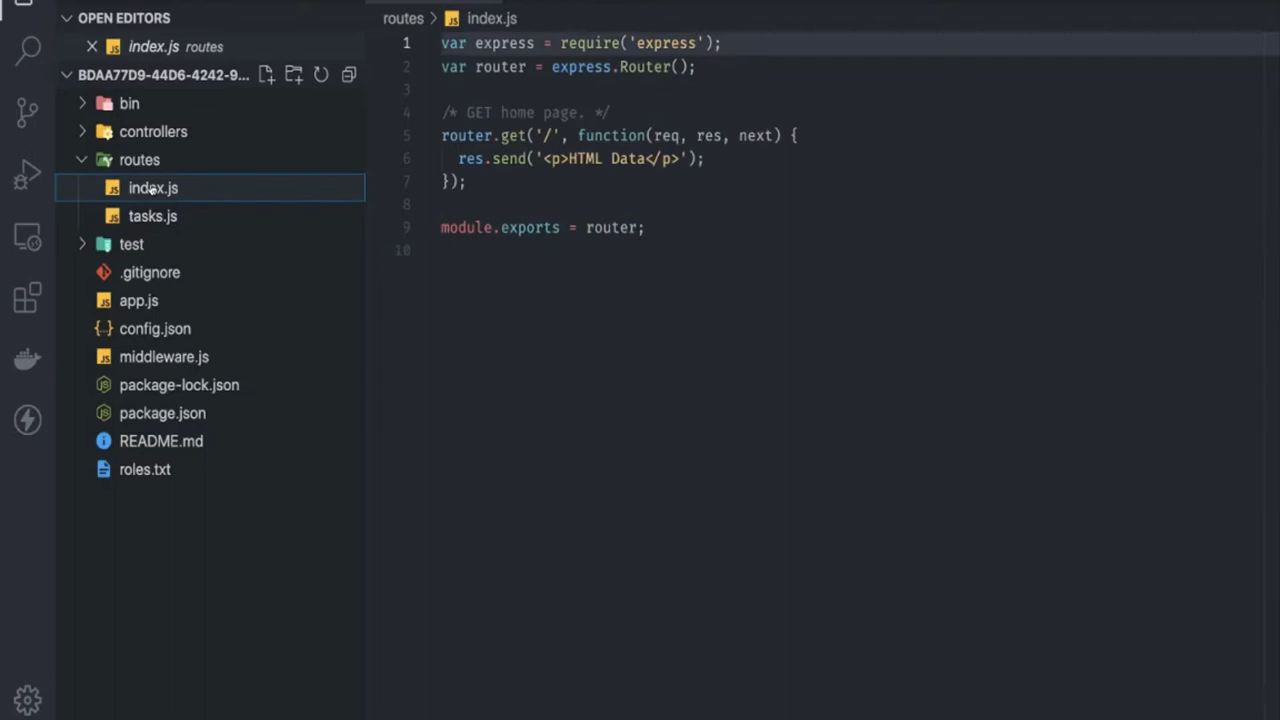 OPEN EDITORS
index.js routes
BDAA77D9-44D6-4242-9...
bin
controllers
routes
index.js
tasks.js
test
.gitignore
app.js
config.json
middleware.js
package-lock.json
package.json
README.md
roles.txt
routes > index.js
1 var express = require('express');
2 var router = express.Router();
3
4 /* GET home page. */
5 router.get('/', function(req, res, next) {
6 res.send('<p>HTML Data</p>');
7 });
8
9 module.exports = router;
10